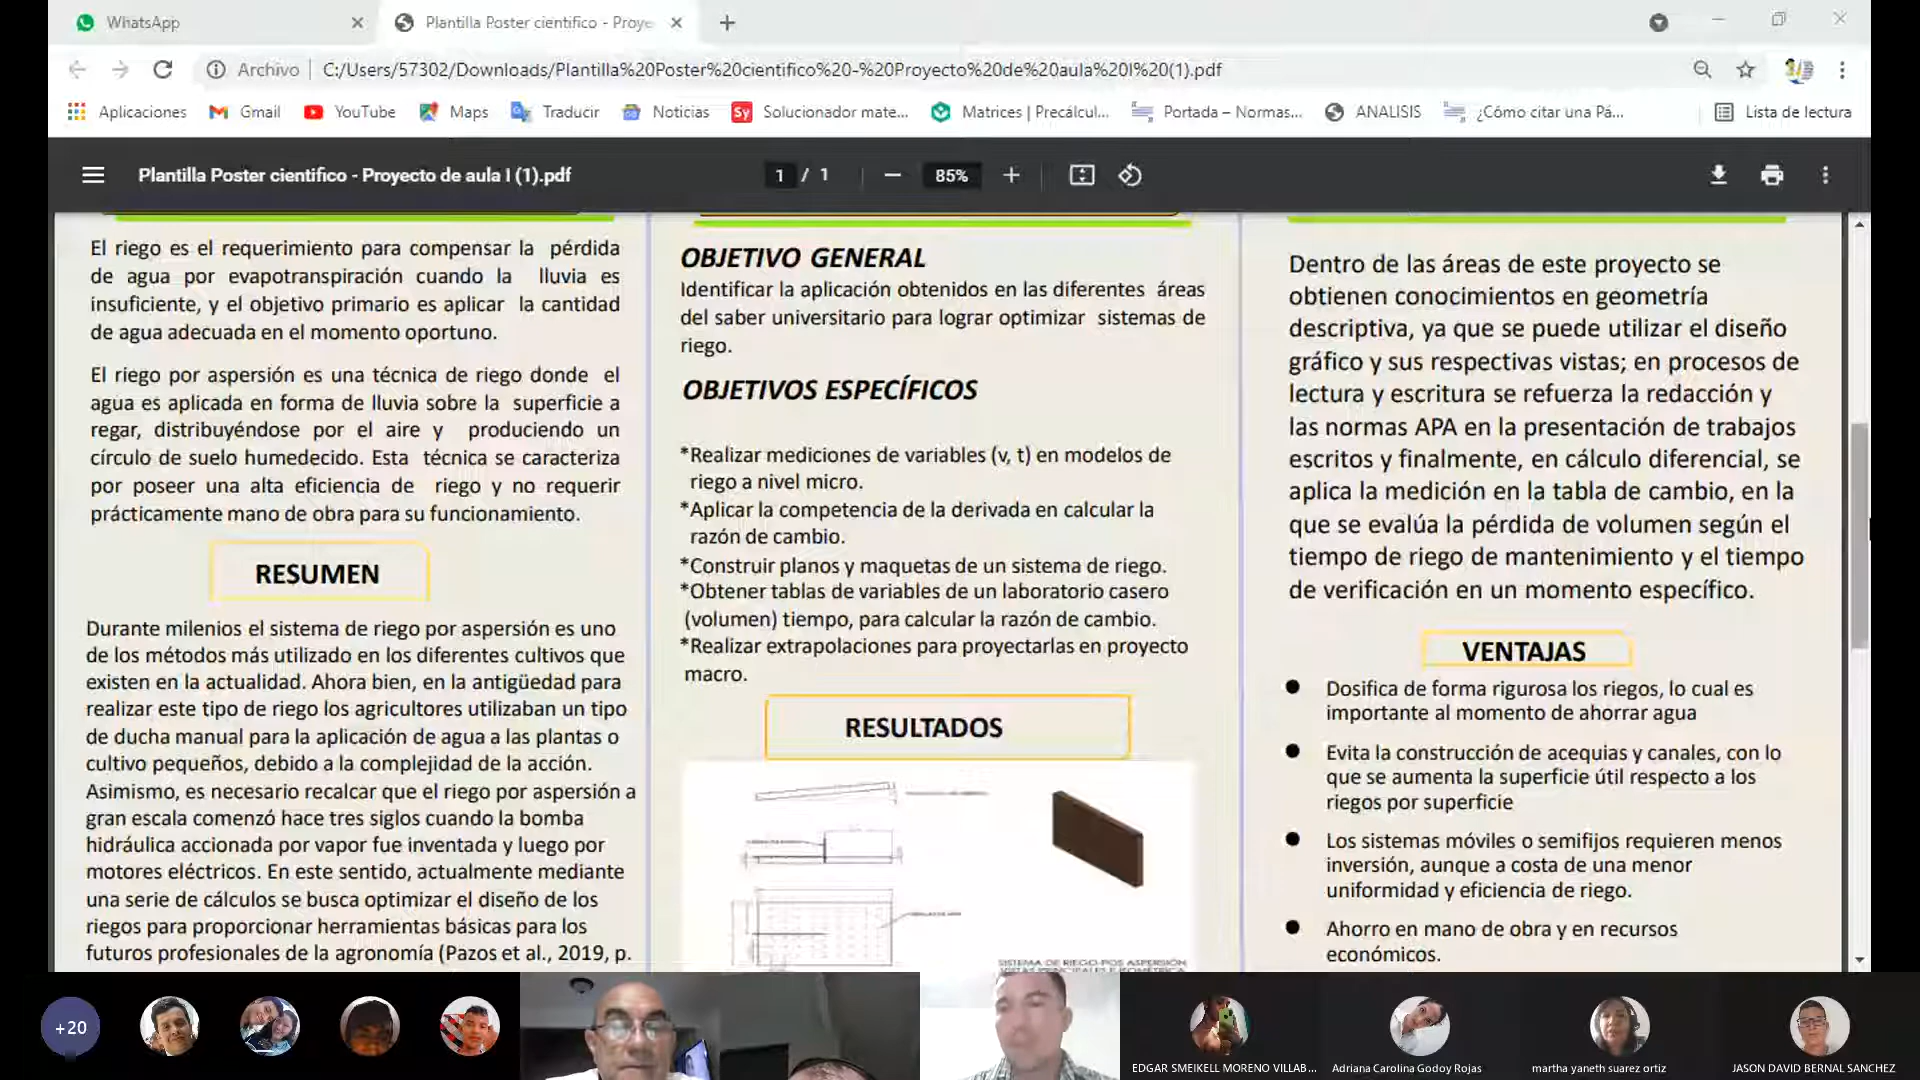 WhatsApp
Plantilla Poster cientifico - Proye
Archivo
C:/Users/57302/Downloads/Plantilla%20Poster%20cientifico%20-%20Proyecto%20de%20aula%20I%20(1).pdf
Aplicaciones
Gmail
YouTube
Maps
Traducir
Noticias
Sy Solucionador mate...
Matrices | Precálcul...
Portada – Normas...
ANALISIS
¿Cómo citar una Pá...
Lista de lectura
Plantilla Poster cientifico - Proyecto de aula I (1).pdf
1 / 1
85%
El riego es el requerimiento para compensar la pérdida
de agua por evapotranspiración cuando la lluvia es
insuficiente, y el objetivo primario es aplicar la cantidad
de agua adecuada en el momento oportuno.
El riego por aspersión es una técnica de riego donde el
agua es aplicada en forma de lluvia sobre la superficie a
regar, distribuyéndose por el aire y produciendo un
círculo de suelo humedecido. Esta técnica se caracteriza
por poseer una alta eficiencia de riego y no requerir
prácticamente mano de obra para su funcionamiento.
RESUMEN
Durante milenios el sistema de riego por aspersión es uno
de los métodos más utilizado en los diferentes cultivos que
existen en la actualidad. Ahora bien, en la antigüedad para
realizar este tipo de riego los agricultores utilizaban un tipo
de ducha manual para la aplicación de agua a las plantas o
cultivo pequeños, debido a la complejidad de la acción.
Asimismo, es necesario recalcar que el riego por aspersión a
gran escala comenzó hace tres siglos cuando la bomba
hidráulica accionada por vapor fue inventada y luego por
motores eléctricos. En este sentido, actualmente mediante
una serie de cálculos se busca optimizar el diseño de los
riegos para proporcionar herramientas básicas para los
futuros profesionales de la agronomía (Pazos et al., 2019, p.
OBJETIVO GENERAL
Identificar la aplicación obtenidos en las diferentes áreas
del saber universitario para lograr optimizar sistemas de
riego.
OBJETIVOS ESPECÍFICOS
*Realizar mediciones de variables (v, t) en modelos de
riego a nivel micro.
*Aplicar la competencia de la derivada en calcular la
razón de cambio.
*Construir planos y maquetas de un sistema de riego.
*Obtener tablas de variables de un laboratorio casero
(volumen) tiempo, para calcular la razón de cambio.
*Realizar extrapolaciones para proyectarlas en proyecto
macro.
RESULTADOS
SISTEMA DE RIEGO-POS ASPERSIÓN
Dentro de las áreas de este proyecto se
obtienen conocimientos en geometría
descriptiva, ya que se puede utilizar el diseño
gráfico y sus respectivas vistas; en procesos de
lectura y escritura se refuerza la redacción y
las normas APA en la presentación de trabajos
escritos y finalmente, en cálculo diferencial, se
aplica la medición en la tabla de cambio, en la
que se evalúa la pérdida de volumen según el
tiempo de riego de mantenimiento y el tiempo
de verificación en un momento específico.
VENTAJAS
● Dosifica de forma rigurosa los riegos, lo cual es
importante al momento de ahorrar agua
● Evita la construcción de acequias y canales, con lo
que se aumenta la superficie útil respecto a los
riegos por superficie
● Los sistemas móviles o semifijos requieren menos
inversión, aunque a costa de una menor
uniformidad y eficiencia de riego.
● Ahorro en mano de obra y en recursos
económicos.
+20
EDGAR SMEIKELL MORENO VILLAB...
Adriana Carolina Godoy Rojas
martha yaneth suarez ortiz
JASON DAVID BERNAL SANCHEZ